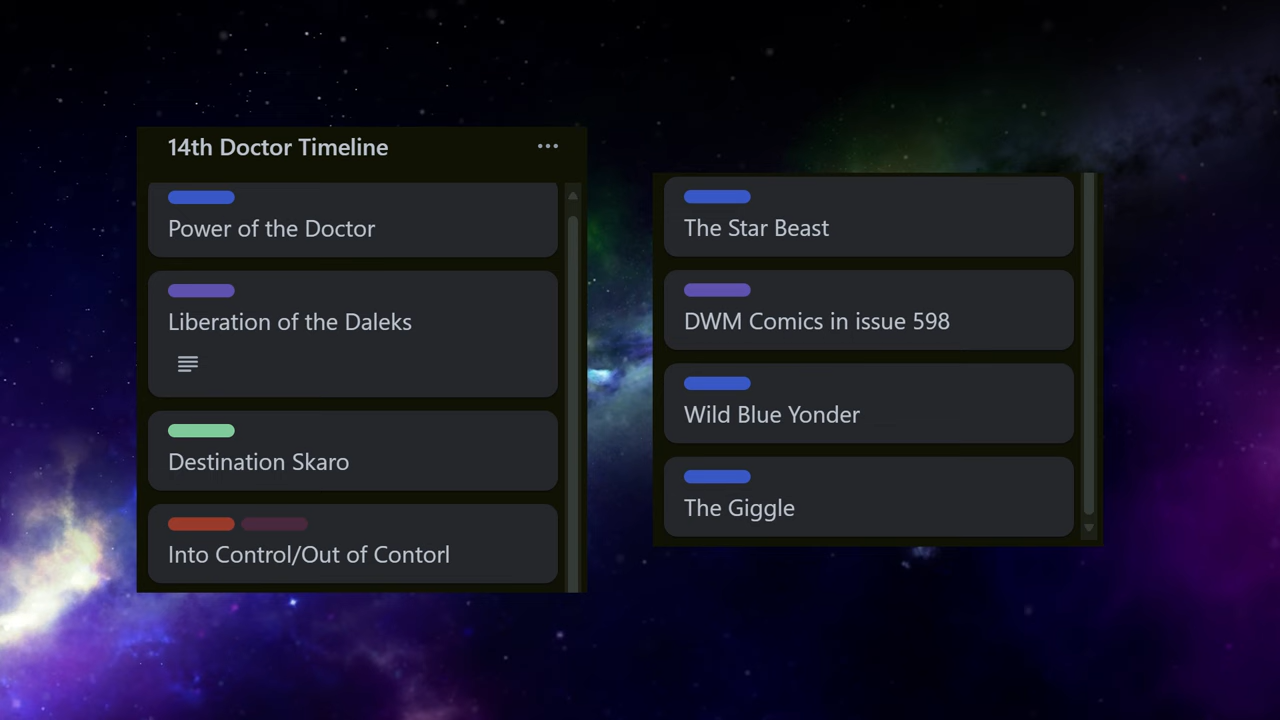 14th Doctor Timeline
Power of the Doctor
Liberation of the Daleks
Destination Skaro
Into Control/Out of Contorl
The Star Beast
DWM Comics in issue 598
Wild Blue Yonder
The Giggle